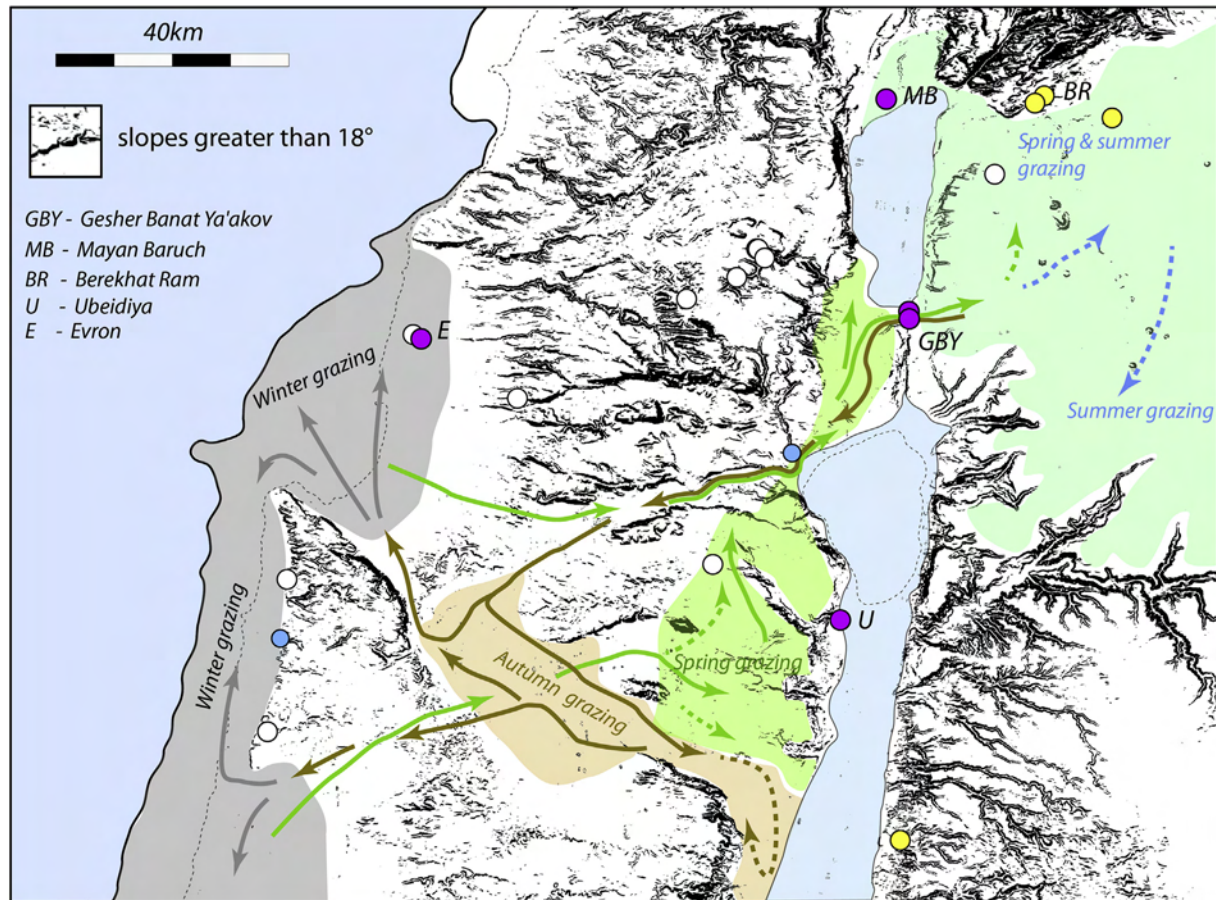 40km
slopes greater than 18°
GBY - Gesher Banat Ya'akov
MB - Mayan Baruch
BR - Berekhat Ram
U - Ubeidiya
E - Evron
MB
BR
Spring & summer
grazing
E
GBY
Winter grazing
Summer grazing
U
Winter grazing
Spring grazing
Autumn grazing